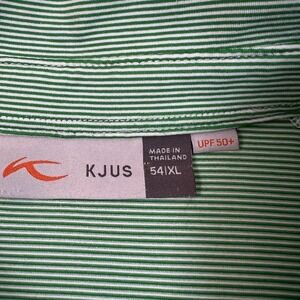 KJUS
MADE IN
THAILAND
54|XL
UPF 50+